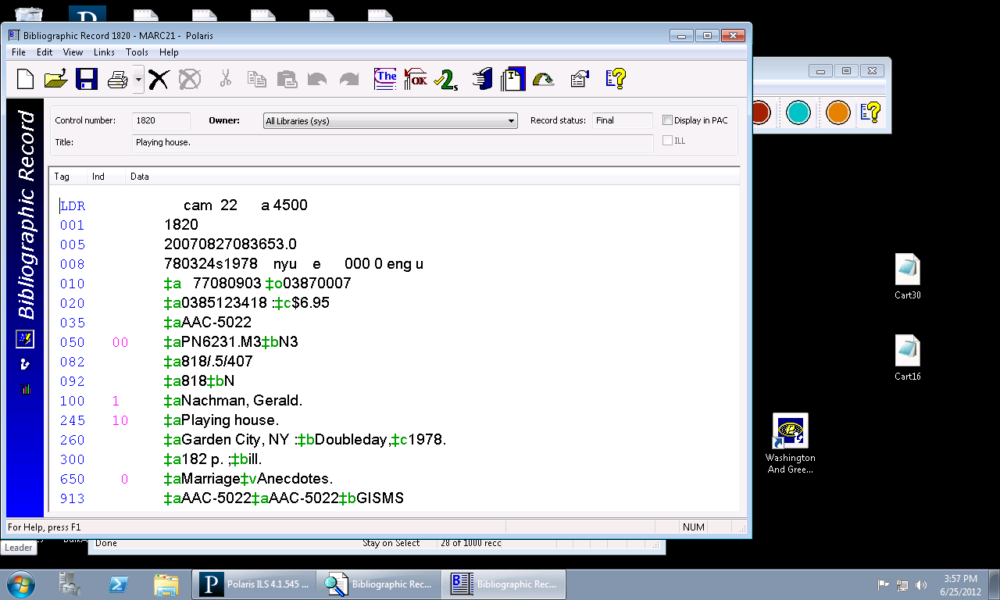 Bibliographic Record 1820 - MARC21 - Polaris
File Edit View Links Tools Help
The OK 2s
Control number: 1820 Owner: All Libraries (sys) Record status: Final Display in PAC
Title: Playing house. ILL
Bibliographic Record
Tag Ind Data
LDR cam 22 a 4500
001 1820
005 20070827083653.0
008 780324s1978 nyu e 000 0 eng u
010 ‡a 77080903 ‡o03870007
020 ‡a0385123418 :‡c$6.95
035 ‡aAAC-5022
050 00 ‡aPN6231.M3‡bN3
082 ‡a818/.5/407
092 ‡a818‡bN
100 1 ‡aNachman, Gerald.
245 10 ‡aPlaying house.
260 ‡aGarden City, NY :‡bDoubleday,‡c1978.
300 ‡a182 p. ;‡bill.
650 0 ‡aMarriage‡vAnecdotes.
913 ‡aAAC-5022‡aAAC-5022‡bGISMS
For Help, press F1 NUM
Leader
Done Stay on Select 28 of 1000 recc
Cart30
Cart16
Washington
And Gree...
Polaris ILS 4.1.545 ... Bibliographic Rec... Bibliographic Rec...
3:57 PM
6/25/2012